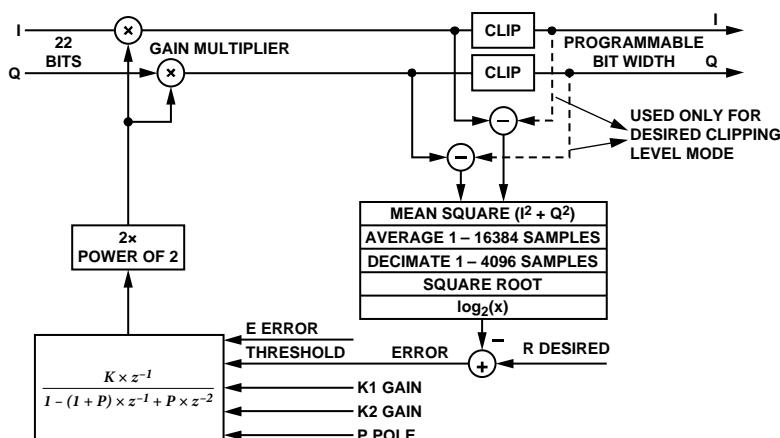 I
22
BITS
Q
GAIN MULTIPLIER
CLIP
CLIP
I
PROGRAMMABLE
BIT WIDTH
Q
USED ONLY FOR
DESIRED CLIPPING
LEVEL MODE
MEAN SQUARE (I² + Q²)
AVERAGE 1 – 16384 SAMPLES
DECIMATE 1 – 4096 SAMPLES
SQUARE ROOT
log₂(x)
2×
POWER OF 2
E ERROR
THRESHOLD
ERROR
R DESIRED
K × z⁻¹
1 – (1 + P) × z⁻¹ + P × z⁻²
K1 GAIN
K2 GAIN
P POLE